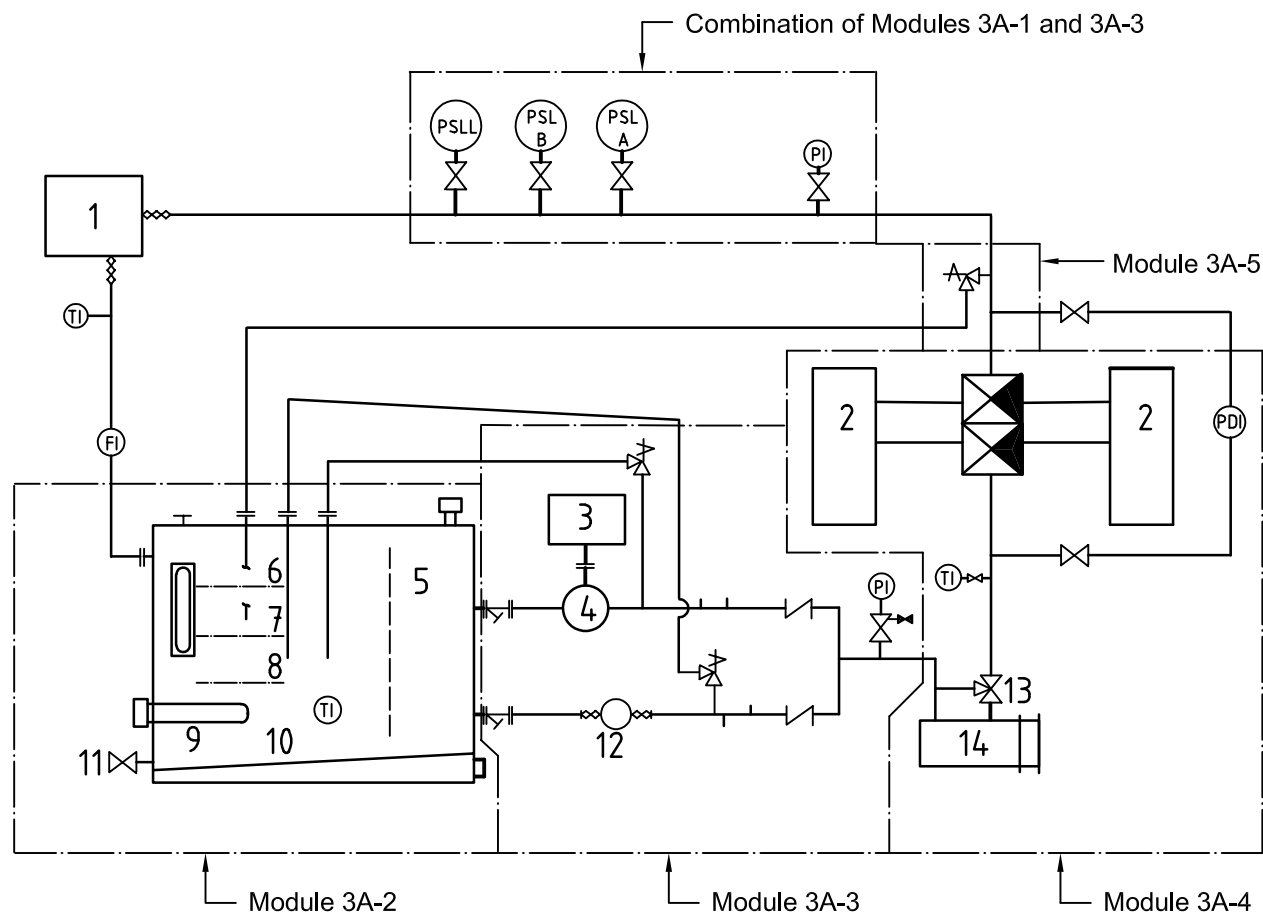 Combination of Modules 3A-1 and 3A-3
PSLL
PSL
B
PSL
A
PI
1
Module 3A-5
TI
2
2
PDI
FI
3
6
5
TI
7
4
PI
8
13
TI
9
10
12
14
11
Module 3A-2
Module 3A-3
Module 3A-4